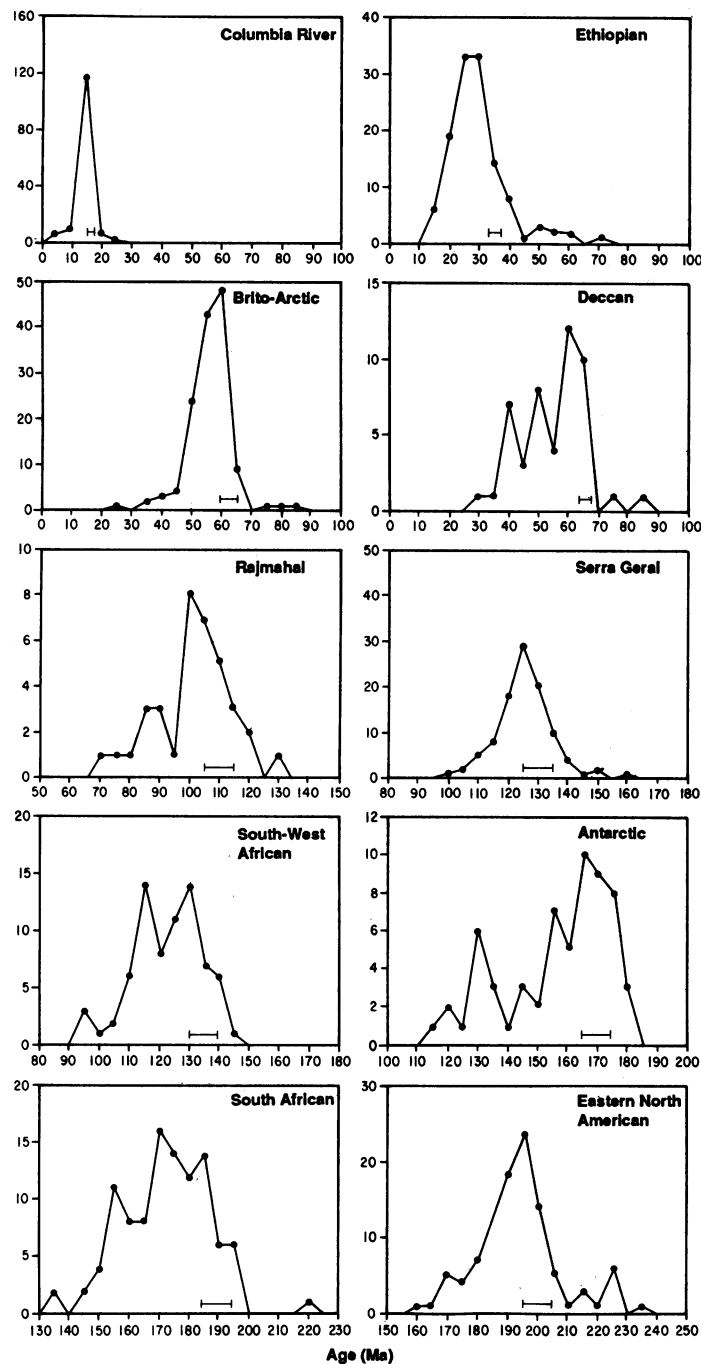 160
120
80
40
0
Columbia River
0 10 20 30 40 50 60 70 80 90 100
40
30
20
10
0
Ethiopian
0 10 20 30 40 50 60 70 80 90 100
50
40
30
20
10
0
Brito-Arctic
0 10 20 30 40 50 60 70 80 90 100
15
10
5
0
Deccan
0 10 20 30 40 50 60 70 80 90 100
10
8
6
4
2
0
Rajmahal
50 60 70 80 90 100 110 120 130 140 150
50
40
30
20
10
0
Serra Geral
80 90 100 110 120 130 140 150 160 170 180
20
15
10
5
0
South-West
African
80 90 100 110 120 130 140 150 160 170 180
12
10
8
6
4
2
0
Antarctic
100 110 120 130 140 150 160 170 180 190 200
20
15
10
5
0
South African
130 140 150 160 170 180 190 200 210 220 230
30
20
10
0
Eastern North
American
150 160 170 180 190 200 210 220 230 240 250
Age (Ma)